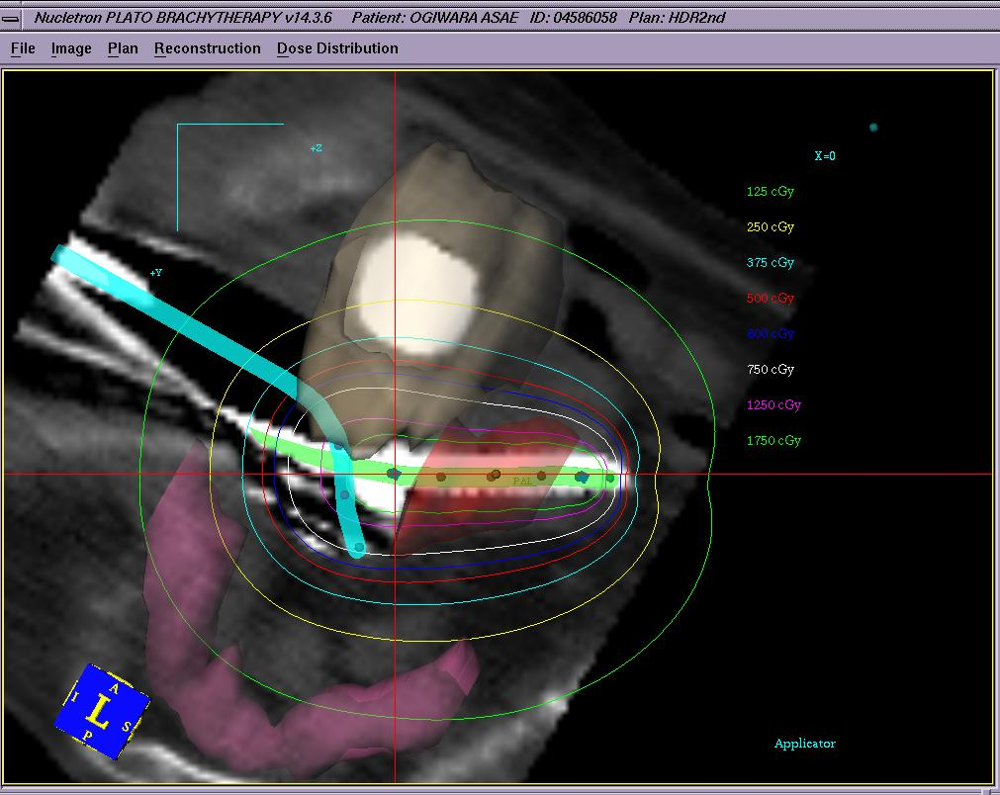 Nucletron PLATO BRACHYTHERAPY v14.3.6 Patient: OGIWARA ASAE ID: 04586058 Plan: HDR2nd
File Image Plan Reconstruction Dose Distribution
+Z
X=0
125 cGy
250 cGy
+Y
375 cGy
500 cGy
600 cGy
750 cGy
1250 cGy
1750 cGy
PAL
A
I
L
S
P
Applicator